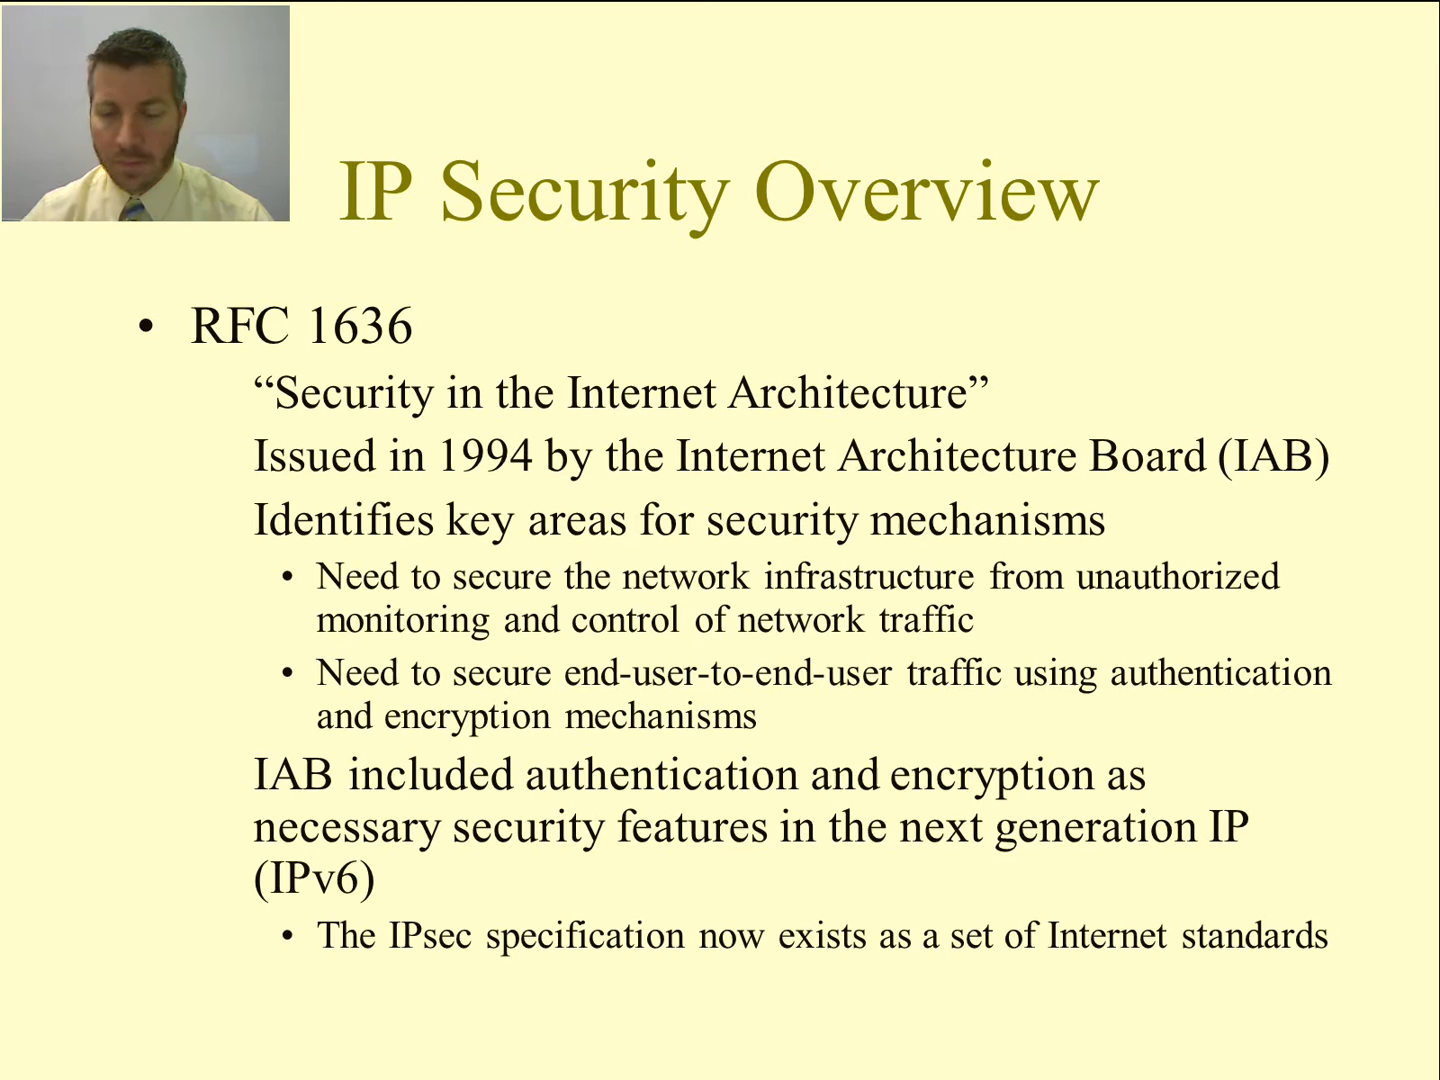 IP Security Overview
• RFC 1636
“Security in the Internet Architecture”
Issued in 1994 by the Internet Architecture Board (IAB)
Identifies key areas for security mechanisms
• Need to secure the network infrastructure from unauthorized
monitoring and control of network traffic
• Need to secure end-user-to-end-user traffic using authentication
and encryption mechanisms
IAB included authentication and encryption as
necessary security features in the next generation IP
(IPv6)
• The IPsec specification now exists as a set of Internet standards